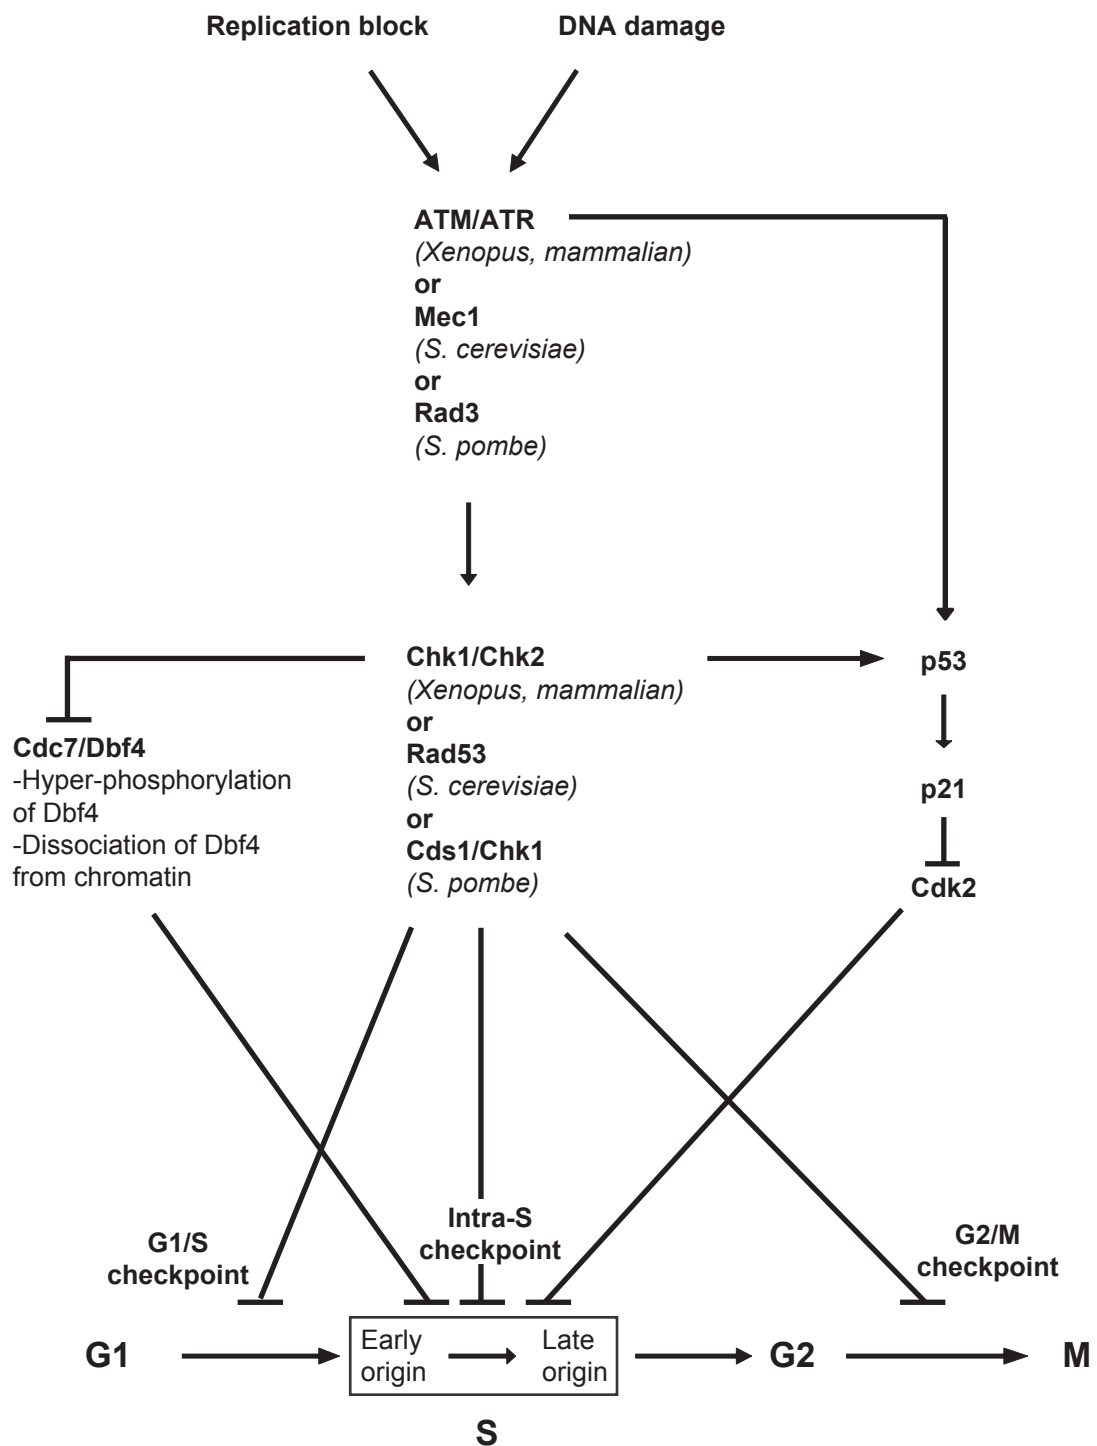 Replication block
DNA damage
ATM/ATR
(Xenopus, mammalian)
or
Mec1
(S. cerevisiae)
or
Rad3
(S. pombe)
Chk1/Chk2
(Xenopus, mammalian)
or
Rad53
(S. cerevisiae)
or
Cds1/Chk1
(S. pombe)
p53
p21
Cdk2
Cdc7/Dbf4
-Hyper-phosphorylation
of Dbf4
-Dissociation of Dbf4
from chromatin
G1/S
checkpoint
Intra-S
checkpoint
G2/M
checkpoint
G1
Early
origin
Late
origin
G2
M
S